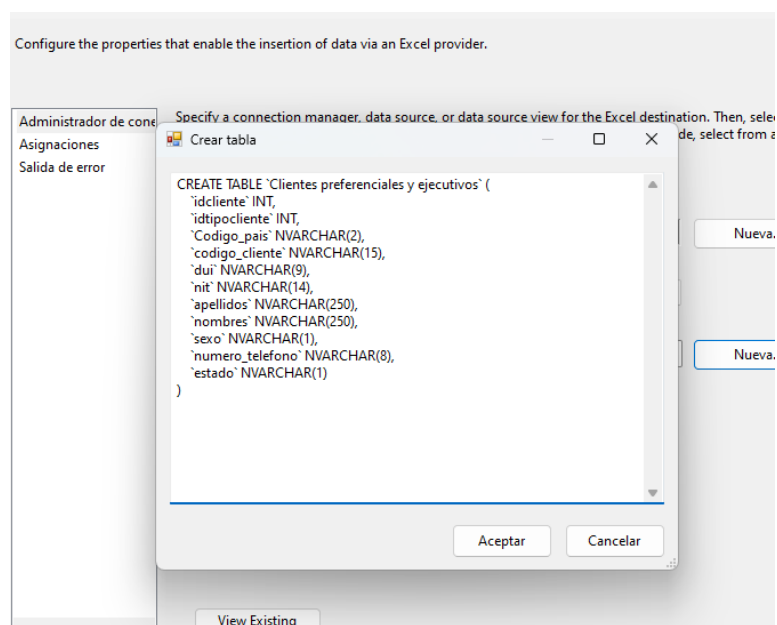 Configure the properties that enable the insertion of data via an Excel provider.
Administrador de cone
Asignaciones
Salida de error
Specify a connection manager, data source, or data source view for the Excel destination. Then, selec
de, select from a
Crear tabla
CREATE TABLE `Clientes preferenciales y ejecutivos` (
`idcliente` INT,
`idtipocliente` INT,
`Codigo_pais` NVARCHAR(2),
`codigo_cliente` NVARCHAR(15),
`dui` NVARCHAR(9),
`nit` NVARCHAR(14),
`apellidos` NVARCHAR(250),
`nombres` NVARCHAR(250),
`sexo` NVARCHAR(1),
`numero_telefono` NVARCHAR(8),
`estado` NVARCHAR(1)
)
Nueva.
Nueva.
Aceptar
Cancelar
View Existing